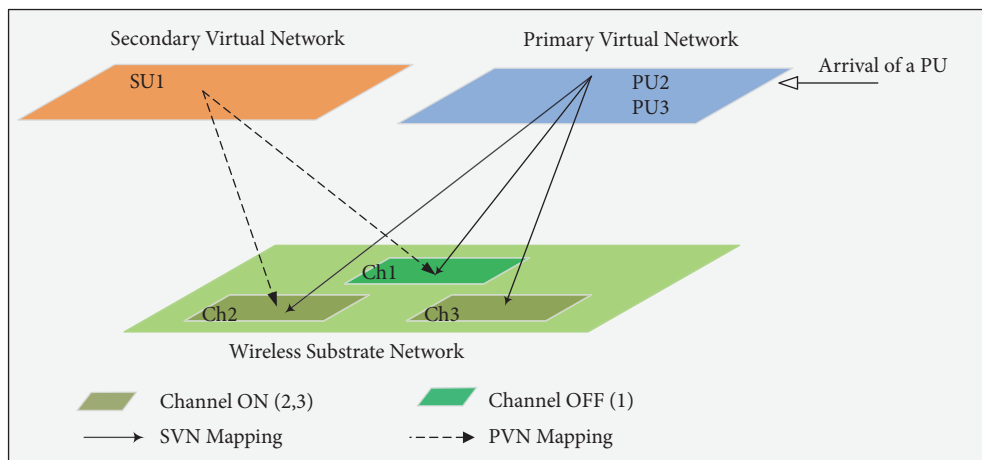 Secondary Virtual Network
Primary Virtual Network
SU1
PU2
PU3
Arrival of a PU
Ch1
Ch2
Ch3
Wireless Substrate Network
Channel ON (2,3)
Channel OFF (1)
SVN Mapping
PVN Mapping